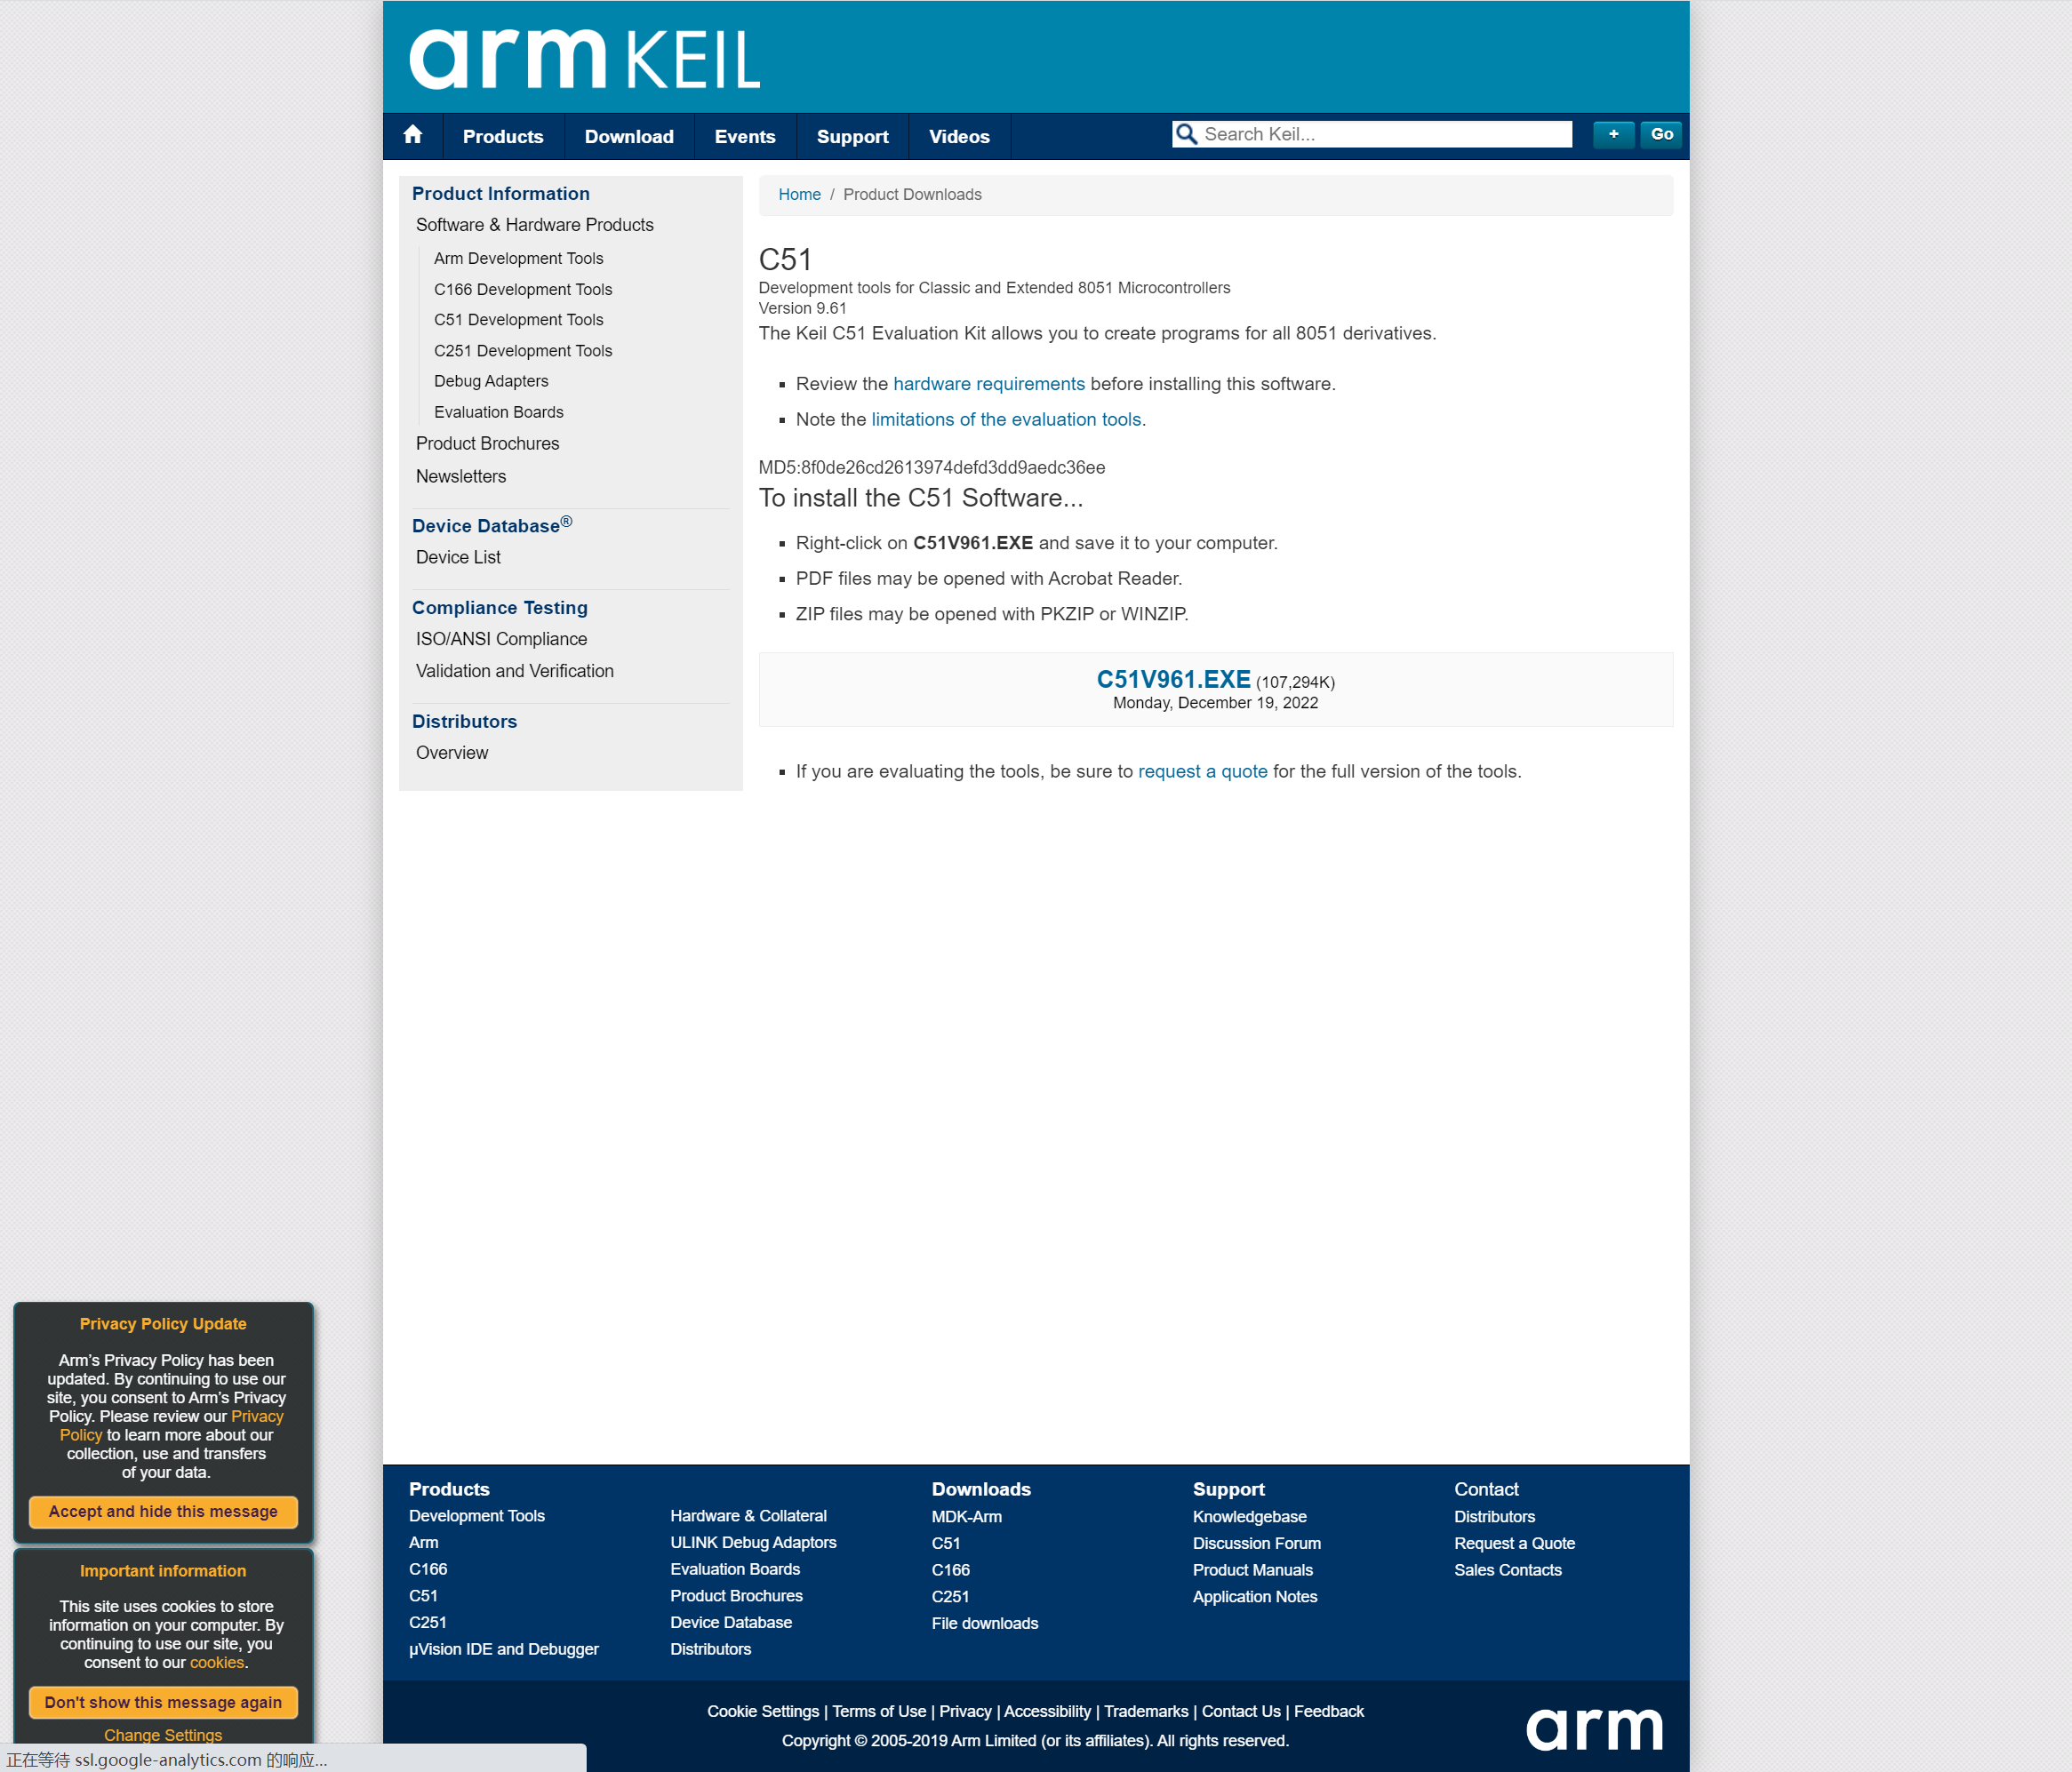 arm KEIL
Products
Download
Events
Support
Videos
Search Keil...
+
Go
Product Information
Software & Hardware Products
Arm Development Tools
C166 Development Tools
C51 Development Tools
C251 Development Tools
Debug Adapters
Evaluation Boards
Product Brochures
Newsletters
Device Database®
Device List
Compliance Testing
ISO/ANSI Compliance
Validation and Verification
Distributors
Overview
Home / Product Downloads
C51
Development tools for Classic and Extended 8051 Microcontrollers
Version 9.61
The Keil C51 Evaluation Kit allows you to create programs for all 8051 derivatives.
Review the hardware requirements before installing this software.
Note the limitations of the evaluation tools.
MD5:8f0de26cd2613974defd3dd9aedc36ee
To install the C51 Software...
Right-click on C51V961.EXE and save it to your computer.
PDF files may be opened with Acrobat Reader.
ZIP files may be opened with PKZIP or WINZIP.
C51V961.EXE (107,294K)
Monday, December 19, 2022
If you are evaluating the tools, be sure to request a quote for the full version of the tools.
Privacy Policy Update
Arm's Privacy Policy has been
updated. By continuing to use our
site, you consent to Arm's Privacy
Policy. Please review our Privacy
Policy to learn more about our
collection, use and transfers
of your data.
Accept and hide this message
Important information
This site uses cookies to store
information on your computer. By
continuing to use our site, you
consent to our cookies.
Don't show this message again
Change Settings
正在等待 ssl.google-analytics.com 的响应...
Products
Development Tools
Arm
C166
C51
C251
µVision IDE and Debugger
Hardware & Collateral
ULINK Debug Adaptors
Evaluation Boards
Product Brochures
Device Database
Distributors
Downloads
MDK-Arm
C51
C166
C251
File downloads
Support
Knowledgebase
Discussion Forum
Product Manuals
Application Notes
Contact
Distributors
Request a Quote
Sales Contacts
Cookie Settings | Terms of Use | Privacy | Accessibility | Trademarks | Contact Us | Feedback
Copyright © 2005-2019 Arm Limited (or its affiliates). All rights reserved.
arm